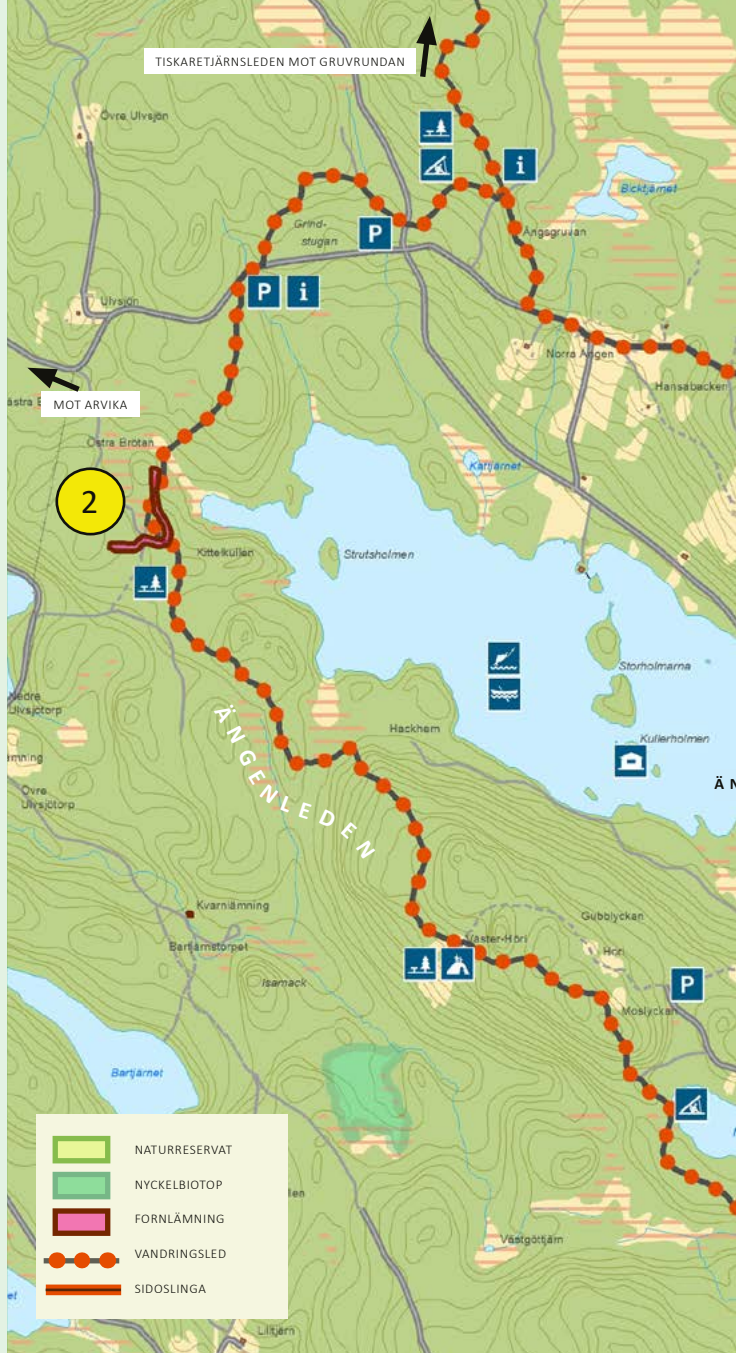 TISKARETJÄRNSLEDEN MOT GRUVRUNDAN
Övre Ulvsjön
i
Bicktjärnet
Grind-
stugan
P
Ängsgruvan
P
i
Ulvsjön
Norra Ängen
Hansabacken
MOT ARVIKA
Östra Brötan
Kattjärnet
2
Kittelkullen
Strutsholmen
Storholmarna
Nedre
Ulvsjötorp
Hackhem
Kullerholmen
ÄNGENLEDEN
Övre
Ulvsjötorp
Kvarnlämning
Gubblyckan
Väster-Höri
Bartjärnstorpet
Höri
Isamack
P
Moslyckan
Bartjärnet
NATURRESERVAT
NYCKELBIOTOP
FORNLÄMNING
VANDRINGSLED
SIDOSLINGA
Västgöttjärn
Lilltjärn